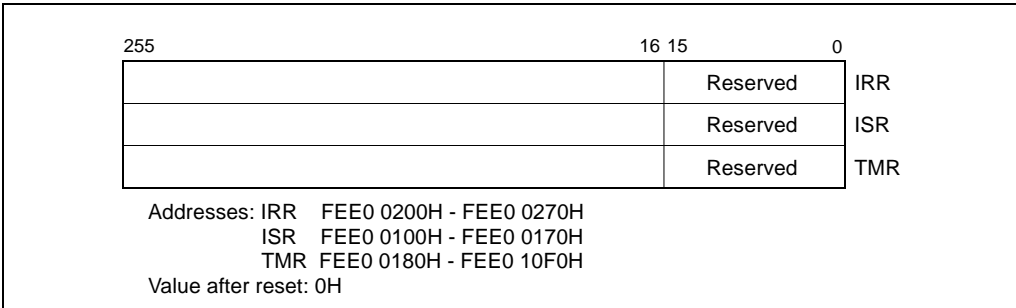 255 16 15 0
Reserved IRR
Reserved ISR
Reserved TMR
Addresses: IRR FEE0 0200H - FEE0 0270H
ISR FEE0 0100H - FEE0 0170H
TMR FEE0 0180H - FEE0 10F0H
Value after reset: 0H